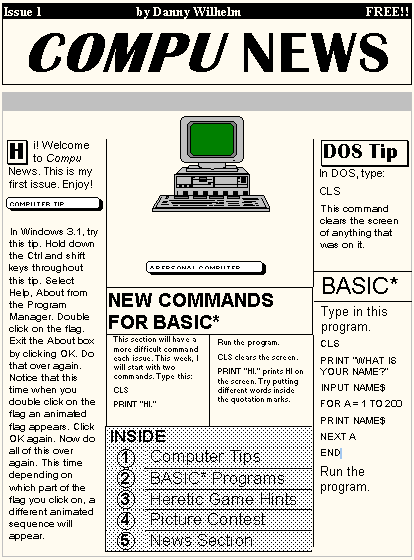 Issue 1 by Danny Wilhelm FREE!!
COMPU NEWS
Hi! Welcome
to Compu
News. This is my
first issue. Enjoy!
COMPUTER TIP
In Windows 3.1, try
this tip. Hold down
the Ctrl and shift
keys throughout
this tip. Select
Help, About from
the Program
Manager. Double
click on the flag.
Exit the About box
by clicking OK. Do
that over again.
Notice that this
time when you
double click on the
flag an animated
flag appears. Click
OK again. Now do
all of this over
again. This time
depending on
which part of the
flag you click on, a
different animated
sequence will
appear.
A PERSONAL COMPUTER
NEW COMMANDS
FOR BASIC*
This section will have a
more difficult command
each issue. This week, I
will start with two
commands. Type this:
CLS
PRINT "HI."
Run the program.
CLS clears the screen.
PRINT "HI." prints HI on
the screen. Try putting
different words inside
the quotation marks.
INSIDE
1 Computer Tips
2 BASIC* Programs
3 Heretic Game Hints
4 Picture Contest
5 News Section
DOS Tip
In DOS, type:
CLS
This command
clears the screen
of anything that
was on it.
BASIC*
Type in this
program.
CLS
PRINT "WHAT IS
YOUR NAME?"
INPUT NAME$
FOR A = 1 TO 200
PRINT NAME$
NEXT A
END
Run the
program.